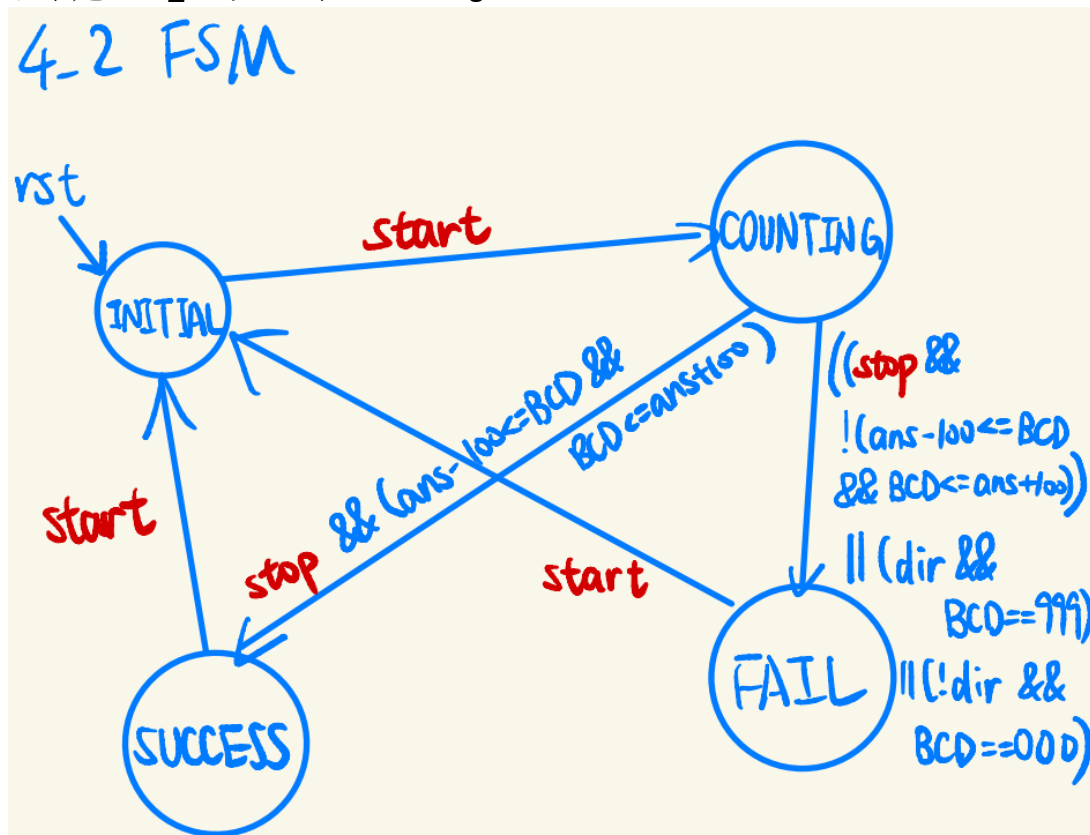 4_2 FSM
rst
start
COUNTING
INITIAL
((stop &&
!(ans-100<=BCD
&& BCD<=ans+100))
|| (dir &&
BCD==999)
|| (!dir &&
BCD==000)
stop && (ans-100<=BCD &&
BCD<=ans+100)
start
start
FAIL
SUCCESS